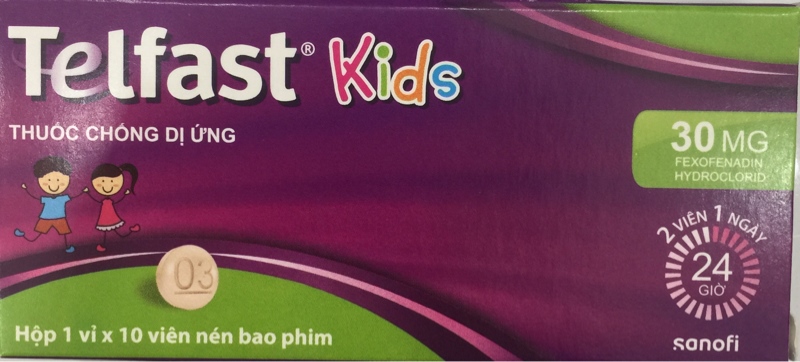 Telfast® Kids
THUỐC CHỐNG DỊ ỨNG
30 MG
FEXOFENADIN
HYDROCLORID
2 VIÊN 1 NGÀY
24
GIỜ
03
Hộp 1 vỉ x 10 viên nén bao phim
sanofi